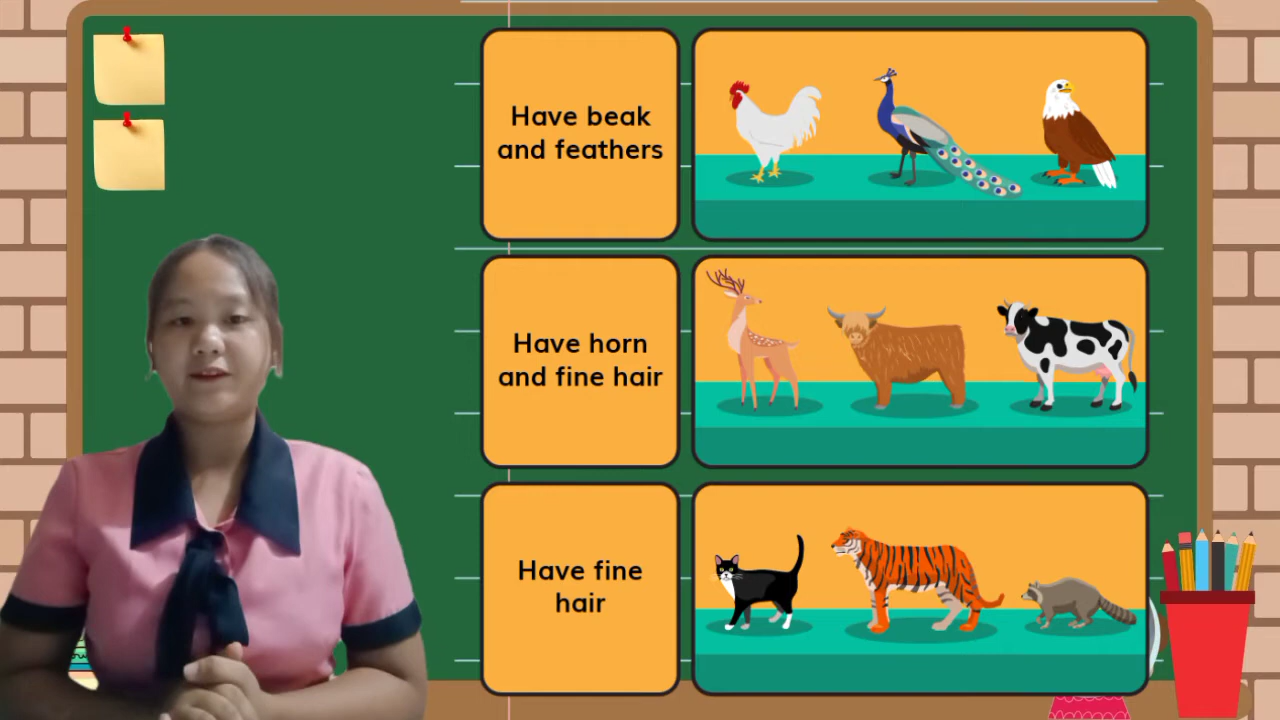 Have beak
and feathers
Have horn
and fine hair
Have fine
hair